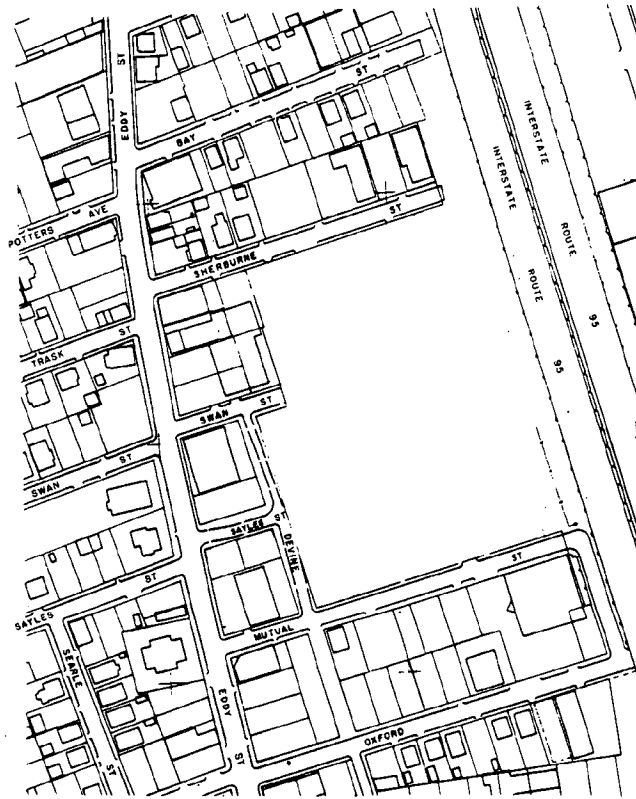 EDDY ST
BAY ST
POTTERS AVE
SHERBURNE ST
INTERSTATE ROUTE 95
INTERSTATE ROUTE 95
TRASK ST
SWAN ST
SWAN ST
SAYLES ST
DEVINE
SAYLES ST
SEARLE ST
MUTUAL ST
EDDY ST
OXFORD